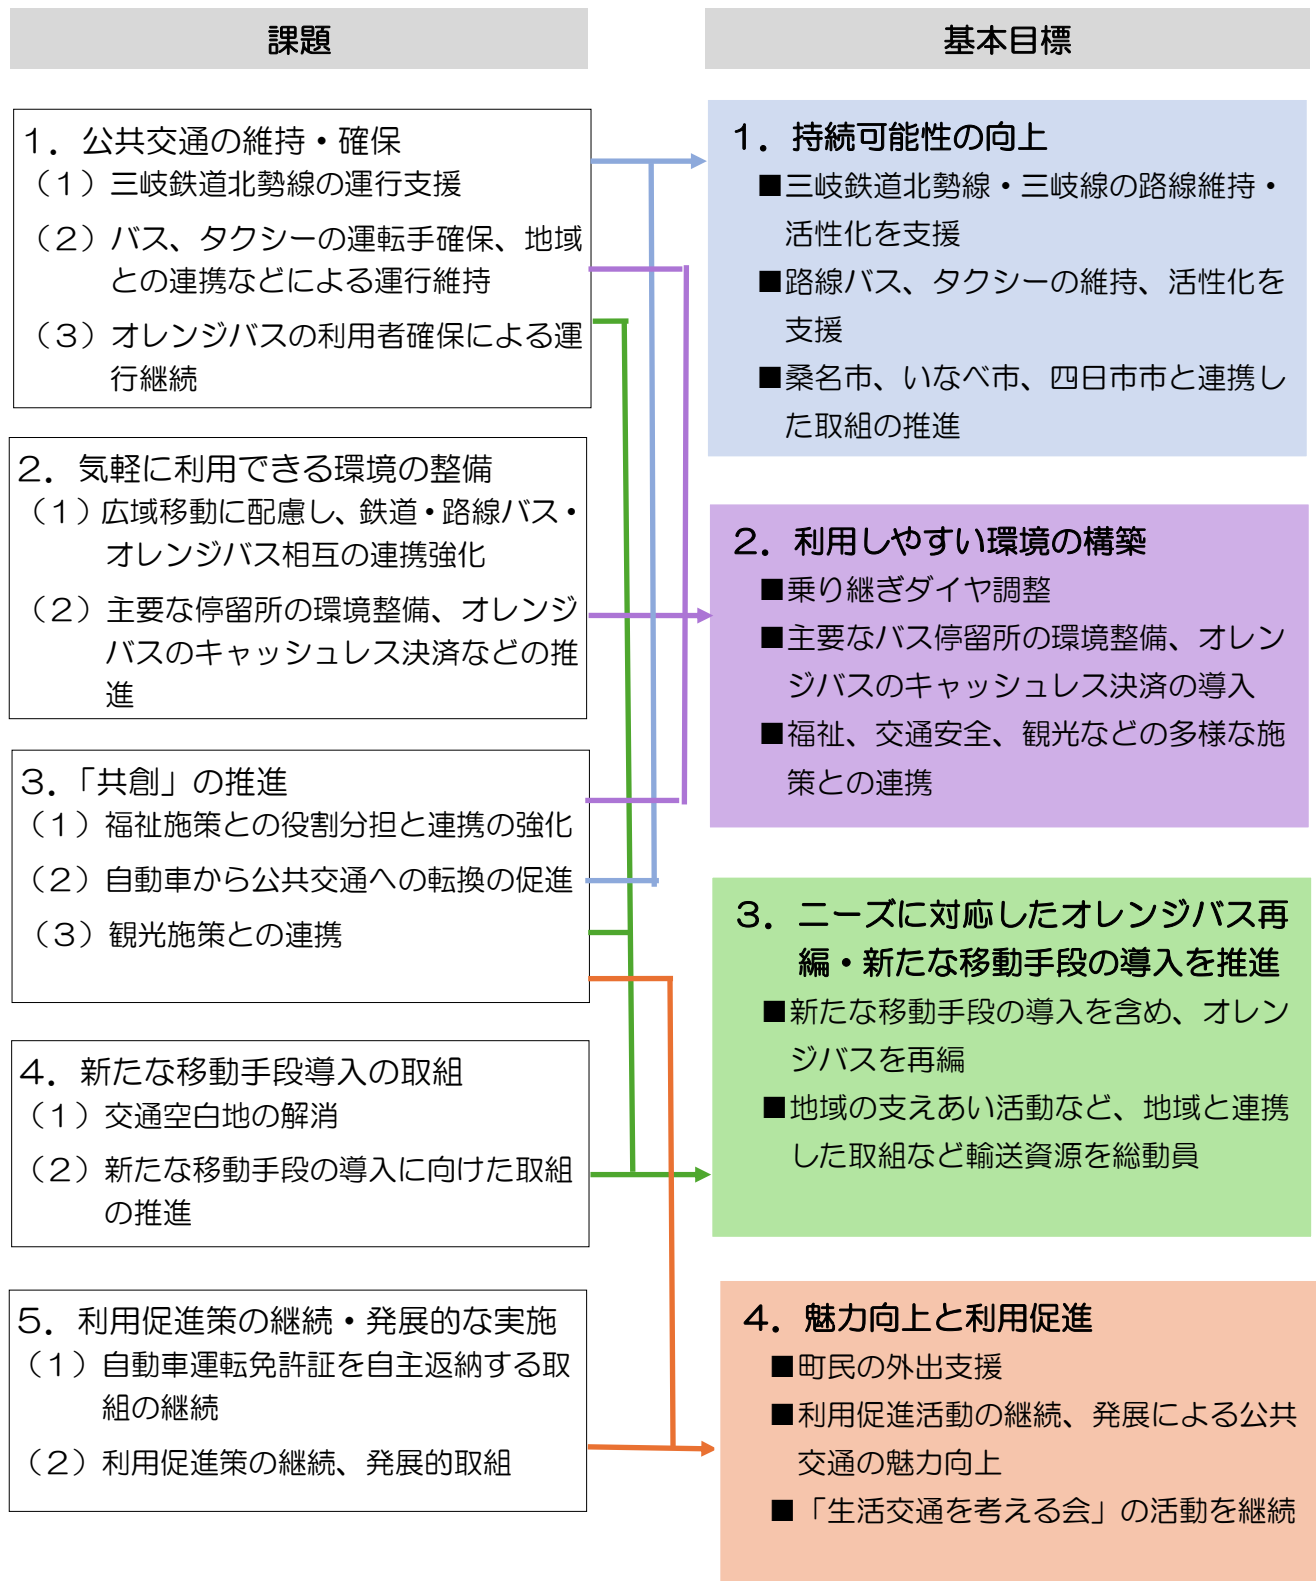 課題
1．公共交通の維持・確保
（1）三岐鉄道北勢線の運行支援
（2）バス、タクシーの運転手確保、地域
との連携などによる運行維持
（3）オレンジバスの利用者確保による運
行継続
2．気軽に利用できる環境の整備
（1）広域移動に配慮し、鉄道・路線バス・
オレンジバス相互の連携強化
（2）主要な停留所の環境整備、オレンジ
バスのキャッシュレス決済などの推
進
3．「共創」の推進
（1）福祉施策との役割分担と連携の強化
（2）自動車から公共交通への転換の促進
（3）観光施策との連携
4．新たな移動手段導入の取組
（1）交通空白地の解消
（2）新たな移動手段の導入に向けた取組
の推進
5．利用促進策の継続・発展的な実施
（1）自動車運転免許証を自主返納する取
組の継続
（2）利用促進策の継続、発展的取組
基本目標
1．持続可能性の向上
■三岐鉄道北勢線・三岐線の路線維持・
活性化を支援
■路線バス、タクシーの維持、活性化を
支援
■桑名市、いなべ市、四日市市と連携し
た取組の推進
2．利用しやすい環境の構築
■乗り継ぎダイヤ調整
■主要なバス停留所の環境整備、オレン
ジバスのキャッシュレス決済の導入
■福祉、交通安全、観光などの多様な施
策との連携
3．ニーズに対応したオレンジバス再
編・新たな移動手段の導入を推進
■新たな移動手段の導入を含め、オレン
ジバスを再編
■地域の支えあい活動など、地域と連携
した取組など輸送資源を総動員
4．魅力向上と利用促進
■町民の外出支援
■利用促進活動の継続、発展による公共
交通の魅力向上
■「生活交通を考える会」の活動を継続